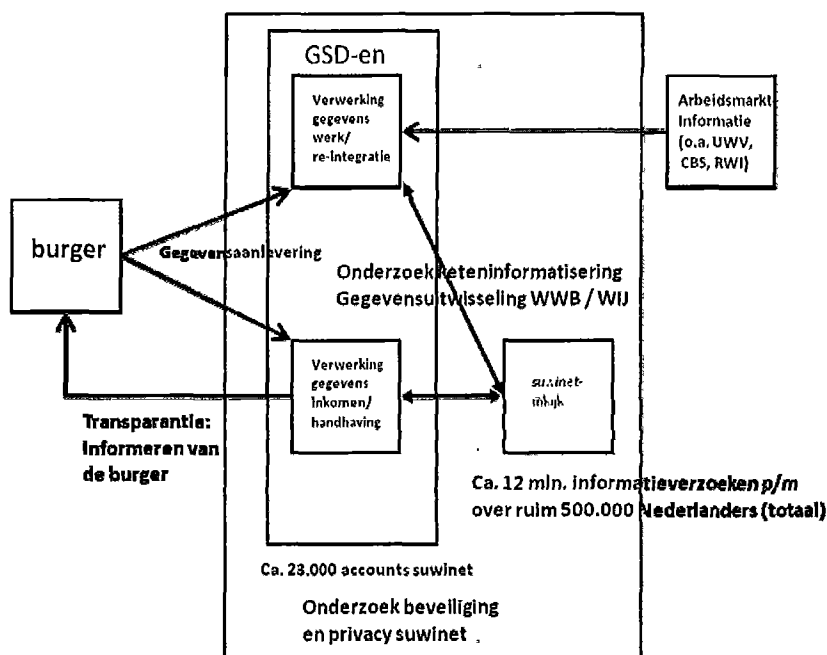 GSD-en
Verwerking
gegevens
werk/
re-integratie
Arbeidsmarkt
Informatie
(o.a. UWV,
CBS, RWI)
burger
Gegevensaanlevering
Onderzoek keteninformatisering
Gegevensuitwisseling WWB / WIJ
Verwerking
gegevens
Inkomen/
handhaving
suwinet-
inkijk
Transparantie:
Informeren van
de burger
Ca. 12 mln. informatieverzoeken p/m
over ruim 500.000 Nederlanders (totaal)
Ca. 23.000 accounts suwinet
Onderzoek beveiliging
en privacy suwinet